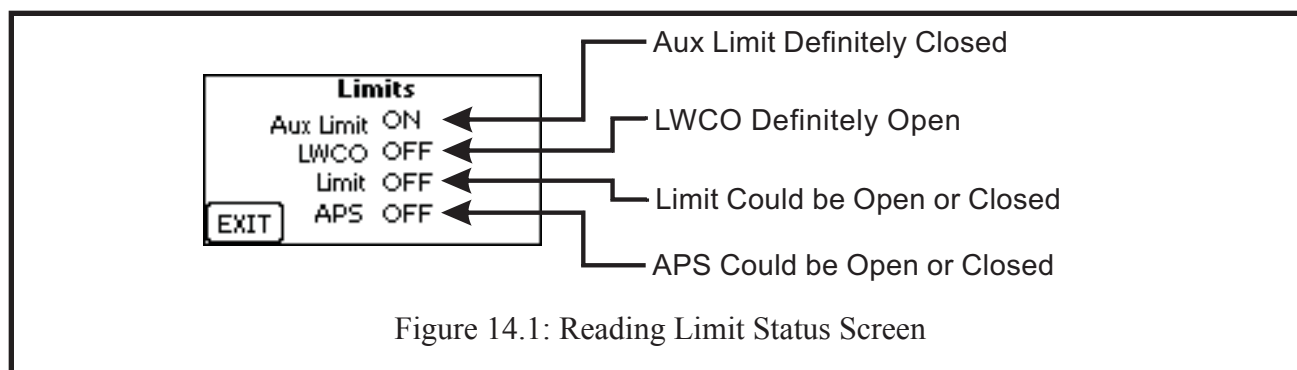 Limits
Aux Limit ON
LWCO OFF
Limit OFF
APS OFF
EXIT
Aux Limit Definitely Closed
LWCO Definitely Open
Limit Could be Open or Closed
APS Could be Open or Closed
Figure 14.1: Reading Limit Status Screen